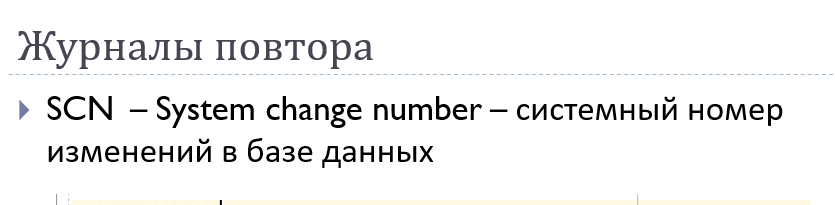 Журналы повтора
SCN – System change number – системный номер
изменений в базе данных